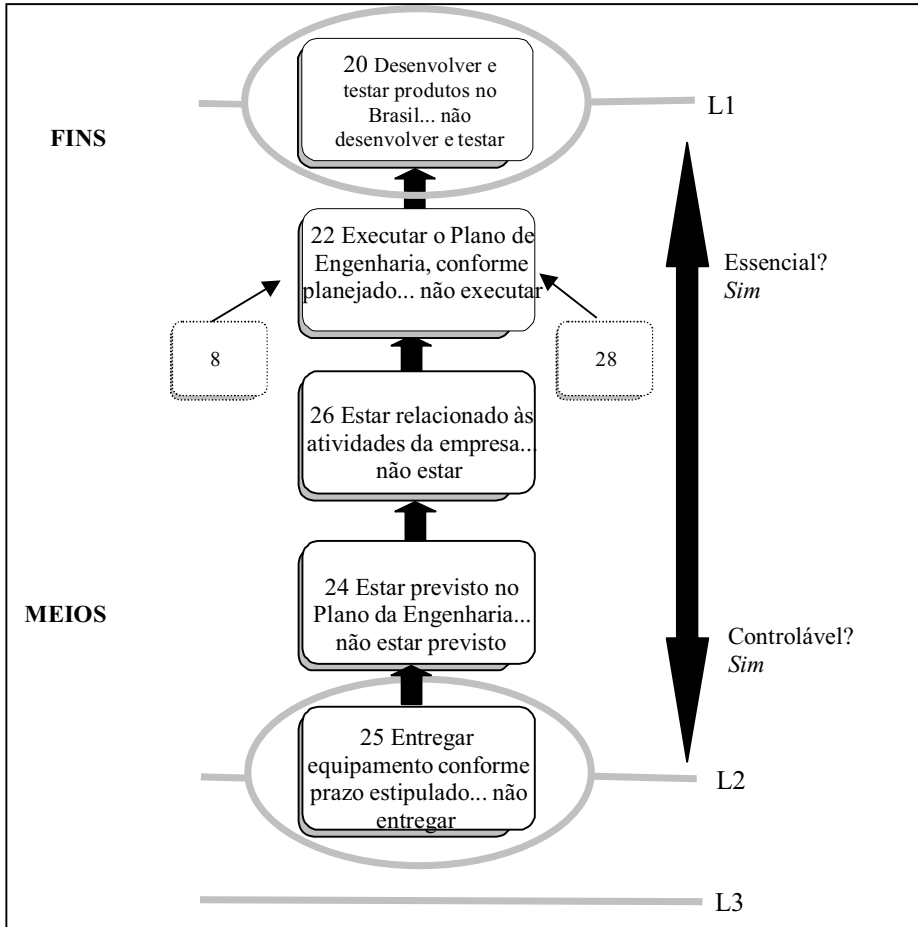 20 Desenvolver e
testar produtos no
Brasil... não
desenvolver e testar
L1
FINS
22 Executar o Plano de
Engenharia, conforme
planejado... não executar
Essencial?
Sim
8
28
26 Estar relacionado às
atividades da empresa...
não estar
24 Estar previsto no
Plano da Engenharia...
não estar previsto
MEIOS
Controlável?
Sim
25 Entregar
equipamento conforme
prazo estipulado... não
entregar
L2
L3